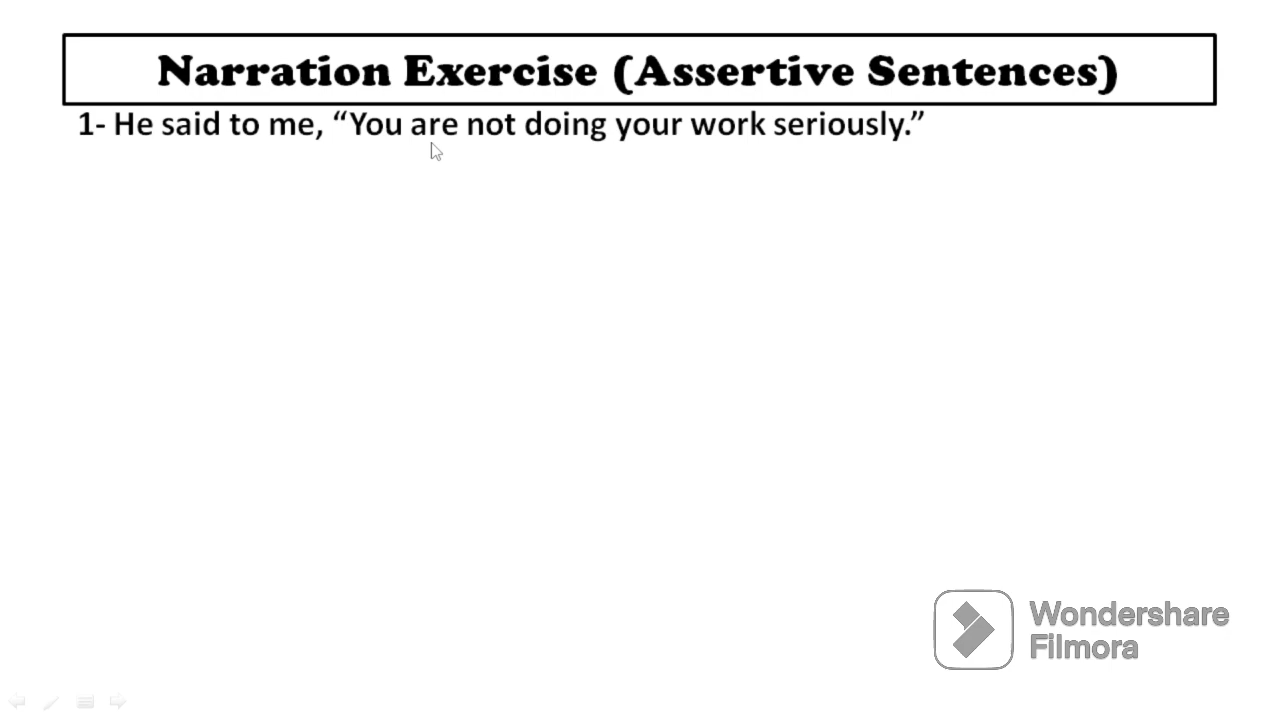 Narration Exercise (Assertive Sentences)
1- He said to me, “You are not doing your work seriously.”
Wondershare
Filmora